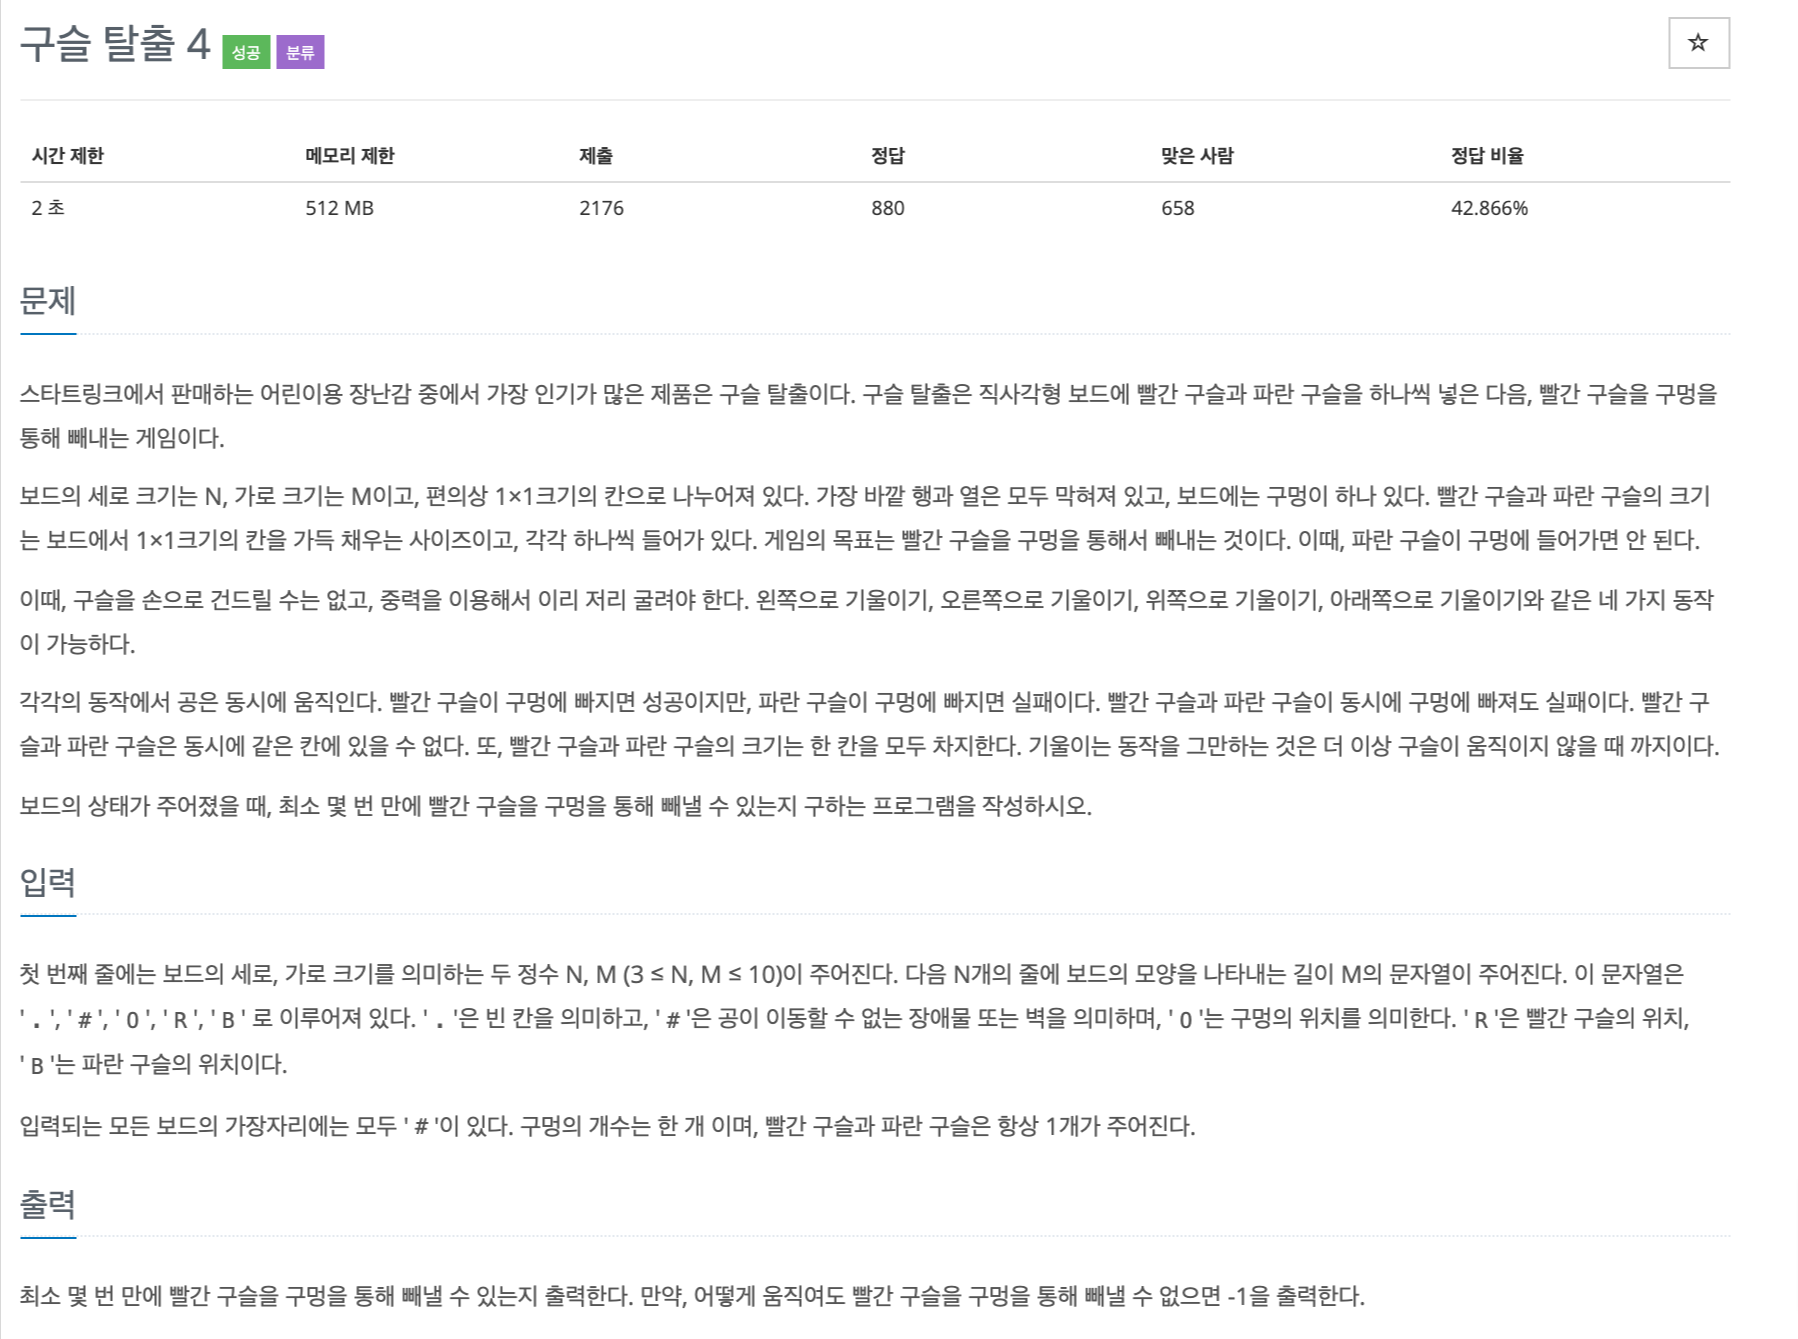 구슬 탈출 4 성공 분류 ☆
시간 제한 메모리 제한 제출 정답 맞은 사람 정답 비율
2 초 512 MB 2176 880 658 42.866%
문제
스타트링크에서 판매하는 어린이용 장난감 중에서 가장 인기가 많은 제품은 구슬 탈출이다. 구슬 탈출은 직사각형 보드에 빨간 구슬과 파란 구슬을 하나씩 넣은 다음, 빨간 구슬을 구멍을
통해 빼내는 게임이다.
보드의 세로 크기는 N, 가로 크기는 M이고, 편의상 1×1크기의 칸으로 나누어져 있다. 가장 바깥 행과 열은 모두 막혀져 있고, 보드에는 구멍이 하나 있다. 빨간 구슬과 파란 구슬의 크기
는 보드에서 1×1크기의 칸을 가득 채우는 사이즈이고, 각각 하나씩 들어가 있다. 게임의 목표는 빨간 구슬을 구멍을 통해서 빼내는 것이다. 이때, 파란 구슬이 구멍에 들어가면 안 된다.
이때, 구슬을 손으로 건드릴 수는 없고, 중력을 이용해서 이리 저리 굴려야 한다. 왼쪽으로 기울이기, 오른쪽으로 기울이기, 위쪽으로 기울이기, 아래쪽으로 기울이기와 같은 네 가지 동작
이 가능하다.
각각의 동작에서 공은 동시에 움직인다. 빨간 구슬이 구멍에 빠지면 성공이지만, 파란 구슬이 구멍에 빠지면 실패이다. 빨간 구슬과 파란 구슬이 동시에 구멍에 빠져도 실패이다. 빨간 구
슬과 파란 구슬은 동시에 같은 칸에 있을 수 없다. 또, 빨간 구슬과 파란 구슬의 크기는 한 칸을 모두 차지한다. 기울이는 동작을 그만하는 것은 더 이상 구슬이 움직이지 않을 때 까지이다.
보드의 상태가 주어졌을 때, 최소 몇 번 만에 빨간 구슬을 구멍을 통해 빼낼 수 있는지 구하는 프로그램을 작성하시오.
입력
첫 번째 줄에는 보드의 세로, 가로 크기를 의미하는 두 정수 N, M (3 ≤ N, M ≤ 10)이 주어진다. 다음 N개의 줄에 보드의 모양을 나타내는 길이 M의 문자열이 주어진다. 이 문자열은
' . ', ' # ', ' O ', ' R ', ' B ' 로 이루어져 있다. ' . '은 빈 칸을 의미하고, ' # '은 공이 이동할 수 없는 장애물 또는 벽을 의미하며, ' O '는 구멍의 위치를 의미한다. ' R '은 빨간 구슬의 위치,
' B '는 파란 구슬의 위치이다.
입력되는 모든 보드의 가장자리에는 모두 ' # '이 있다. 구멍의 개수는 한 개 이며, 빨간 구슬과 파란 구슬은 항상 1개가 주어진다.
출력
최소 몇 번 만에 빨간 구슬을 구멍을 통해 빼낼 수 있는지 출력한다. 만약, 어떻게 움직여도 빨간 구슬을 구멍을 통해 빼낼 수 없으면 -1을 출력한다.